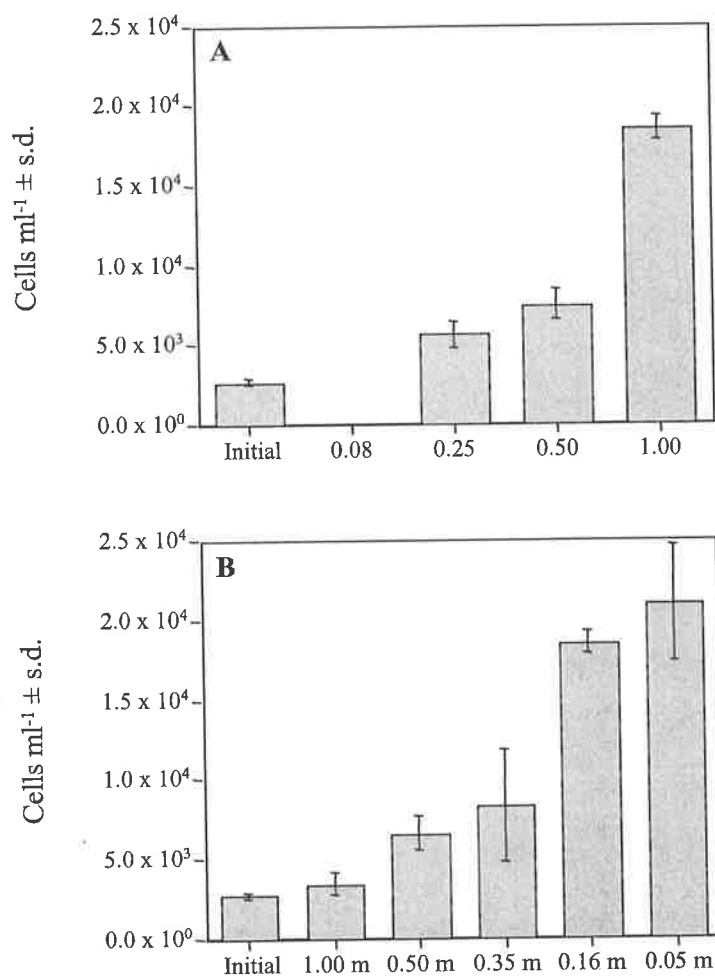 A
Cells ml⁻¹ ± s.d.
2.5 x 10⁴
2.0 x 10⁴
1.5 x 10⁴
1.0 x 10⁴
5.0 x 10³
0.0 x 10⁰
Initial 0.08 0.25 0.50 1.00
B
Cells ml⁻¹ ± s.d.
2.5 x 10⁴
2.0 x 10⁴
1.5 x 10⁴
1.0 x 10⁴
5.0 x 10³
0.0 x 10⁰
Initial 1.00 m 0.50 m 0.35 m 0.16 m 0.05 m